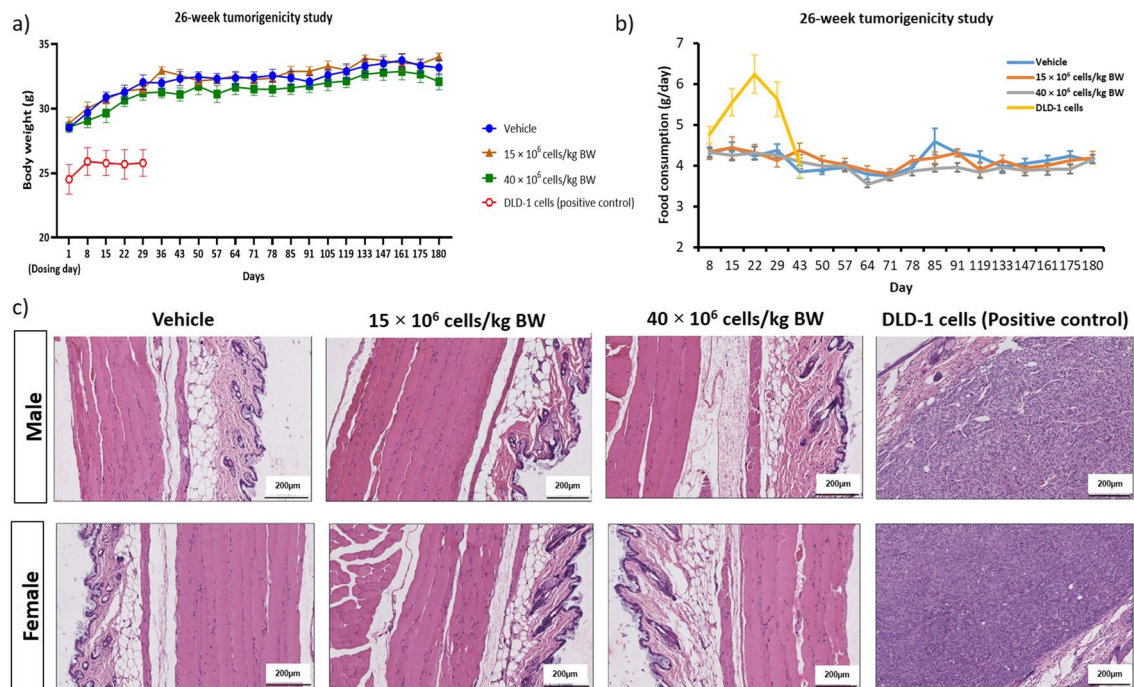 a)
26-week tumorigenicity study
35
30
25
20
Body weight (g)
1 8 15 22 29 36 43 50 57 64 71 78 85 91 105 119 133 147 161 175 180
(Dosing day)
Days
Vehicle
15 × 10⁶ cells/kg BW
40 × 10⁶ cells/kg BW
DLD-1 cells (positive control)
b)
26-week tumorigenicity study
7
6
5
4
3
2
Food consumption (g/day)
8 15 22 29 43 50 57 64 71 78 85 91 119 133 147 161 175 180
Day
Vehicle
15 × 10⁶ cells/kg BW
40 × 10⁶ cells/kg BW
DLD-1 cells
c)
Vehicle
15 × 10⁶ cells/kg BW
40 × 10⁶ cells/kg BW
DLD-1 cells (Positive control)
Male
200μm
200μm
200μm
200μm
Female
200μm
200μm
200μm
200μm